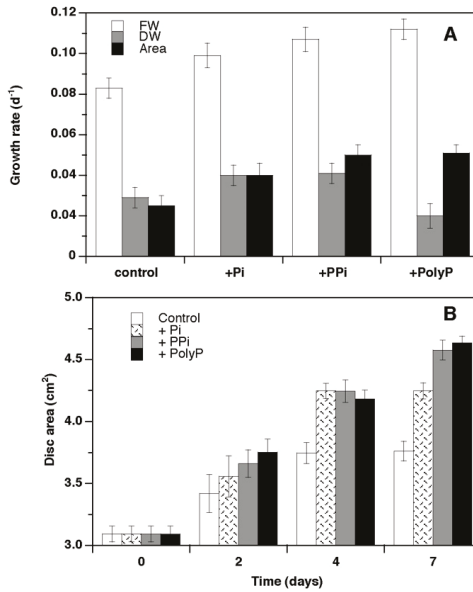 0.12
FW
DW
Area
A
0.10
0.08
0.06
0.04
0.04
0
Growth rate (d-1)
control
+Pi
+PPi
+PolyP
5.0
Control
+ Pi
+ PPi
+ PolyP
B
4.5
4.0
3.5
3.0
Disc area (cm2)
0
2
4
7
Time (days)